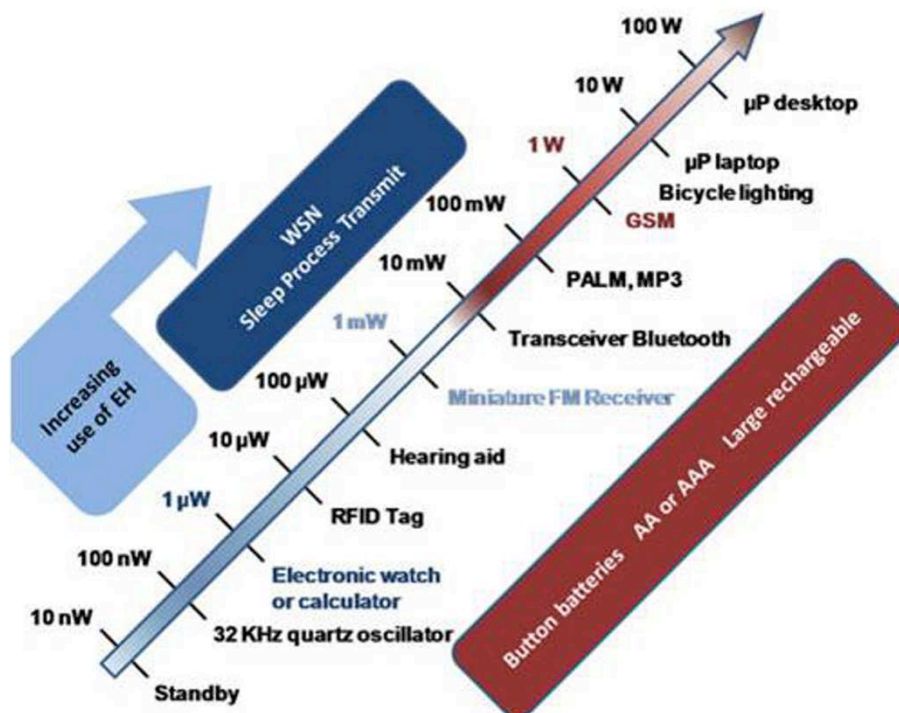 100 W
10 W
1 W
100 mW
10 mW
1 mW
100 µW
10 µW
1 µW
100 nW
10 nW
µP desktop
µP laptop
Bicycle lighting
GSM
PALM, MP3
Transceiver Bluetooth
Miniature FM Receiver
Hearing aid
RFID Tag
Electronic watch
or calculator
32 KHz quartz oscillator
Standby
WSN
Sleep Process Transmit
Increasing
use of EH
Button batteries AA or AAA Large rechargeable